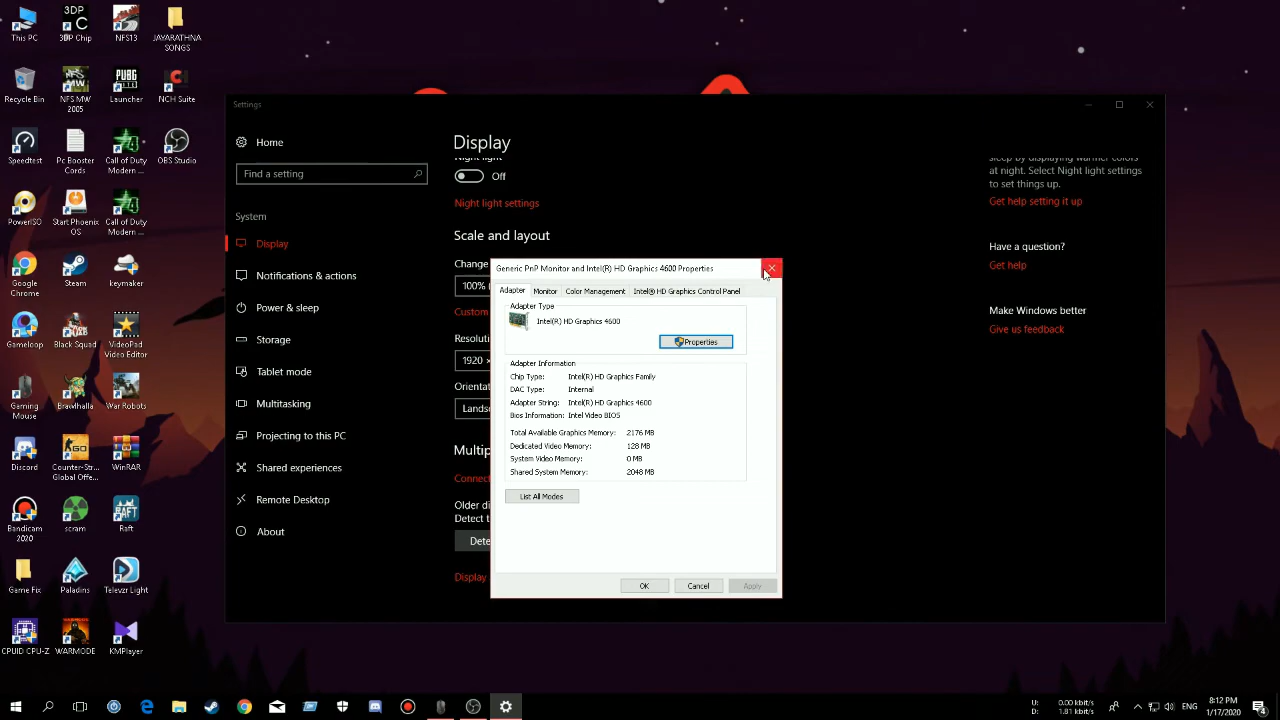 This PC
3DP Chip
NFS13
JAYARATHNA
SONGS
Recycle Bin
NFS MW
2005
Launcher
NCH Suite
Speedtest
Pc Booster
Cords
Call of Duty
Modern ...
OBS Studio
PowerISO
Start Phoenix
OS
Call of Duty
Modern ...
Google
Chrome
Steam
keymacro
Gameloop
Black Squad
VideoPad
Video Editor
Gaming
Mouse
Brawlhalla
War Robots
Discord
Counter-Str...
Global Offe...
WinRAR
Bandicam
2020
scram
Raft
Game Fix
Paladins
Televzr Light
CPUID CPU-Z
WARMODE
KMPlayer
Settings
Home
Find a setting
System
Display
Notifications & actions
Power & sleep
Storage
Tablet mode
Multitasking
Projecting to this PC
Shared experiences
Remote Desktop
About
Display
Night light
Off
Night light settings
Scale and layout
Change
100% (
Custom
Resolu
1920 ×
Orientat
Lands
Multip
Connec
Older di
Detect t
Dete
Display
sleep by displaying warmer colors
at night. Select Night light settings
to set things up.
Get help setting it up
Have a question?
Get help
Make Windows better
Give us feedback
Generic PnP Monitor and Intel(R) HD Graphics 4600 Properties
Adapter Monitor Color Management Intel® HD Graphics Control Panel
Adapter Type
Intel(R) HD Graphics 4600
Properties
Adapter Information
Chip Type: Intel(R) HD Graphics Family
DAC Type: Internal
Adapter String: Intel(R) HD Graphics 4600
Bios Information: Intel Video BIOS
Total Available Graphics Memory: 2176 MB
Dedicated Video Memory: 128 MB
System Video Memory: 0 MB
Shared System Memory: 2048 MB
List All Modes
OK Cancel Apply
U: 0.00 kbit/s
D: 1.81 kbit/s
ENG
8:12 PM
1/17/2020